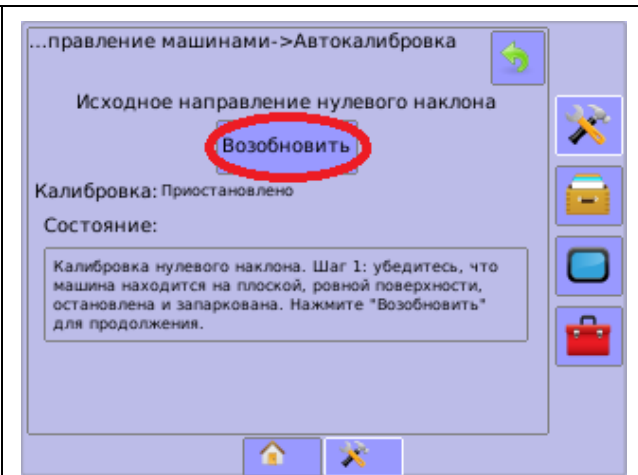 ...правление машинами->Автокалибровка
Исходное направление нулевого наклона
Возобновить
Калибровка: Приостановлено
Состояние:
Калибровка нулевого наклона. Шаг 1: убедитесь, что
машина находится на плоской, ровной поверхности,
остановлена и запаркована. Нажмите "Возобновить"
для продолжения.